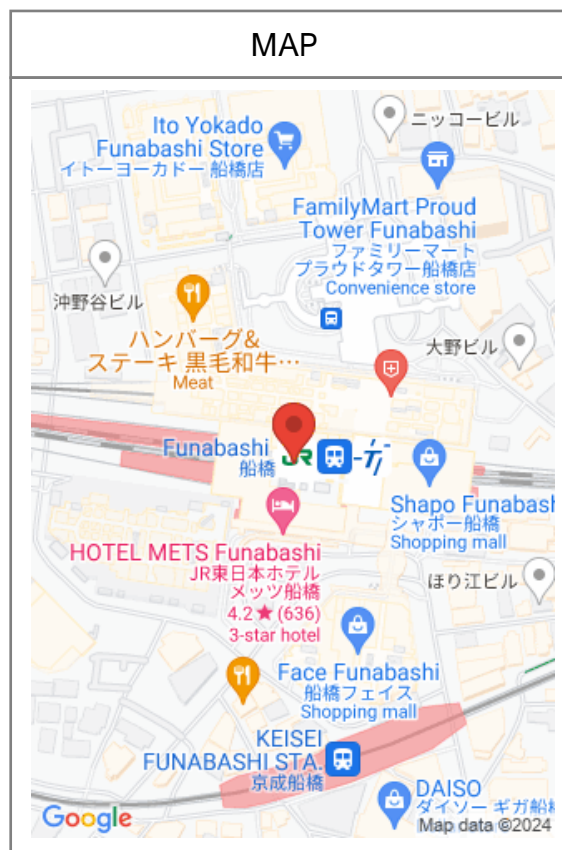 MAP
ニッコービル
Ito Yokado
Funabashi Store
イトーヨーカドー 船橋店
FamilyMart Proud
Tower Funabashi
ファミリーマート
プラウドタワー船橋店
Convenience store
沖野谷ビル
ハンバーグ&
ステーキ 黒毛和牛…
Meat
大野ビル
Funabashi
船橋
JR
Shapo Funabash
シャポー船橋
Shopping mall
HOTEL METS Funabashi
JR東日本ホテル
メッツ船橋
4.2★ (636)
3-star hotel
ほり江ビル
Face Funabashi
船橋フェイス
Shopping mall
KEISEI
FUNABASHI STA.
京成船橋
DAISO
ダイソー ギガ船橋
Google
Map data ©2024